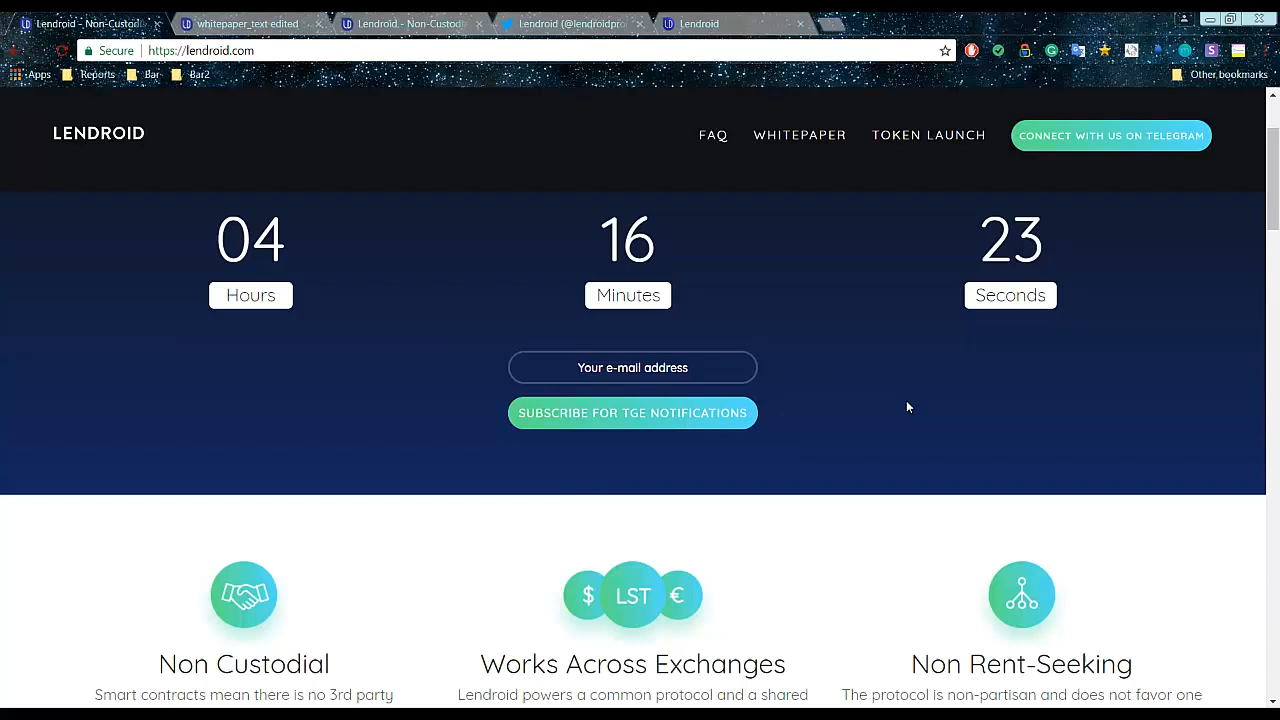 Lendroid - Non-Custodi
whitepaper_text edited
Lendroid - Non-Custodi
Lendroid (@lendroidpro
Lendroid
Secure
https://lendroid.com
Apps
Reports
Bar
Bar2
Other bookmarks
LENDROID
FAQ
WHITEPAPER
TOKEN LAUNCH
CONNECT WITH US ON TELEGRAM
04
16
23
Hours
Minutes
Seconds
Your e-mail address
SUBSCRIBE FOR TGE NOTIFICATIONS
$ LST €
Non Custodial
Works Across Exchanges
Non Rent-Seeking
Smart contracts mean there is no 3rd party
Lendroid powers a common protocol and a shared
The protocol is non-partisan and does not favor one